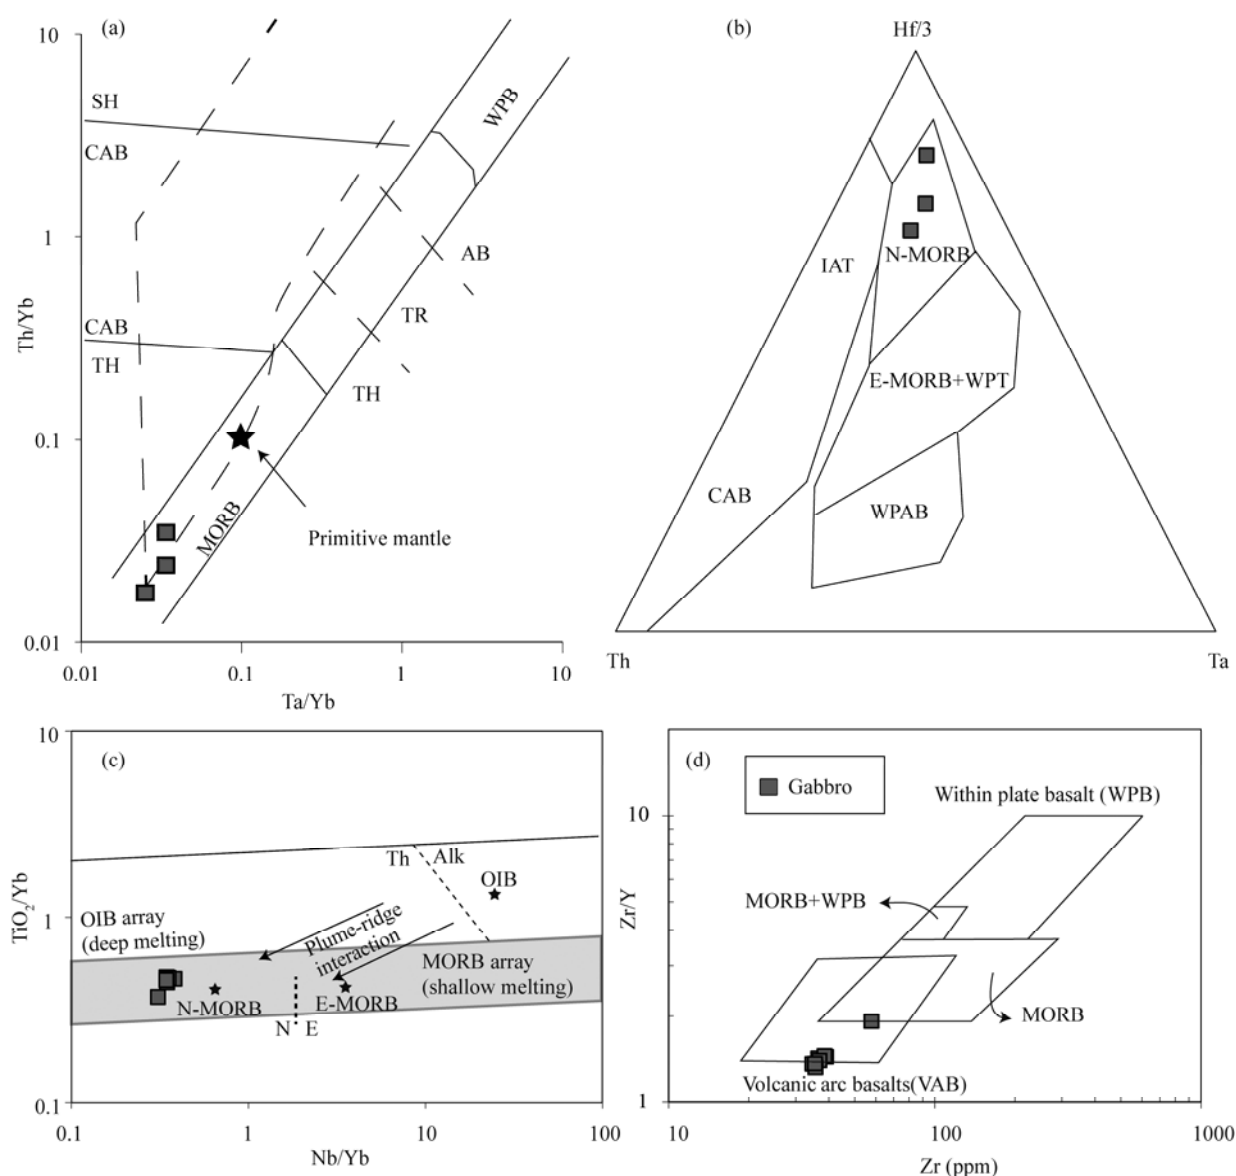 (a)
10
SH
CAB
WPB
1
AB
CAB
TR
TH
TH
0.1
MORB
Primitive mantle
0.01
0.01
0.1
1
10
Th/Yb
Ta/Yb
(b)
Hf/3
IAT
N-MORB
E-MORB+WPT
CAB
WPAB
Th
Ta
(c)
10
Th
Alk
OIB
1
OIB array
(deep melting)
Plume-ridge
interaction
MORB array
(shallow melting)
N-MORB
E-MORB
N
E
0.1
0.1
1
10
100
TiO2/Yb
Nb/Yb
(d)
Gabbro
Within plate basalt (WPB)
10
MORB+WPB
MORB
Volcanic arc basalts(VAB)
1
10
100
1000
Zr/Y
Zr (ppm)